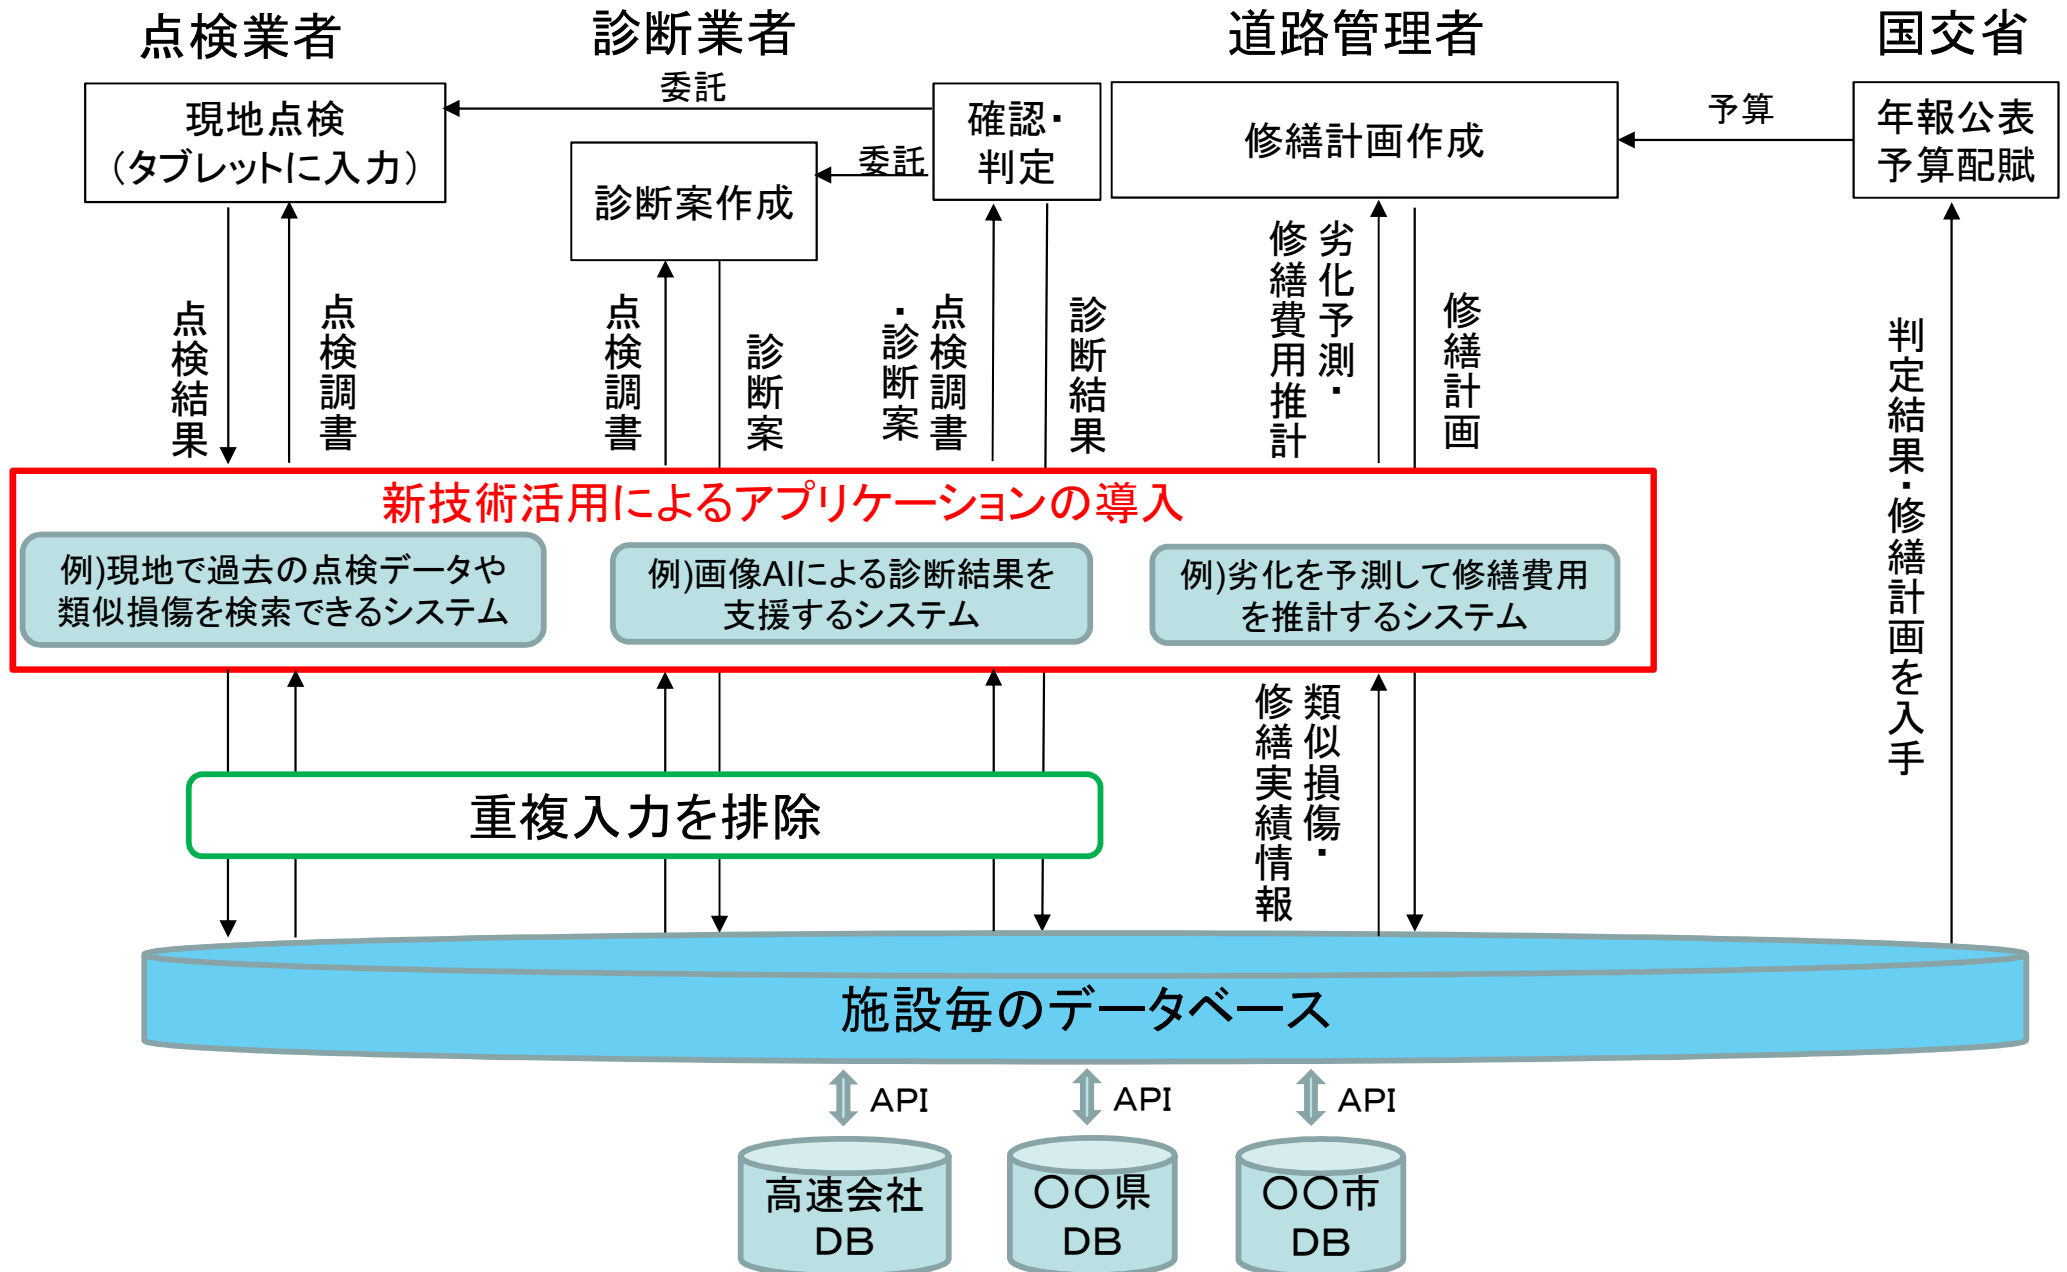 点検業者
診断業者
道路管理者
国交省
現地点検
（タブレットに入力）
委託
診断案作成
委託
確認・
判定
修繕計画作成
予算
年報公表
予算配賦
点検結果
点検調書
点検調書
診断案
点検調書
・診断案
診断結果
劣化予測・
修繕費用推計
修繕計画
判定結果・修繕計画を入手
新技術活用によるアプリケーションの導入
例)現地で過去の点検データや
類似損傷を検索できるシステム
例)画像AIによる診断結果を
支援するシステム
例)劣化を予測して修繕費用
を推計するシステム
類似損傷・
修繕実績情報
重複入力を排除
施設毎のデータベース
API
API
API
高速会社
DB
〇〇県
DB
〇〇市
DB